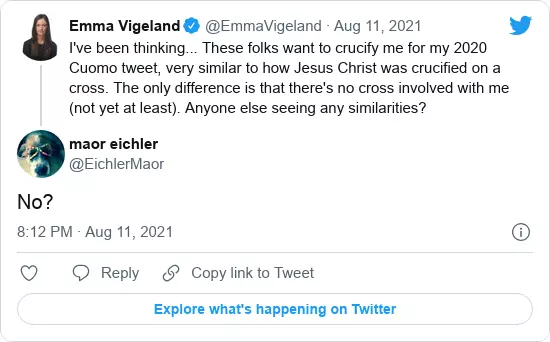 Emma Vigeland @EmmaVigeland · Aug 11, 2021
I've been thinking... These folks want to crucify me for my 2020
Cuomo tweet, very similar to how Jesus Christ was crucified on a
cross. The only difference is that there's no cross involved with me
(not yet at least). Anyone else seeing any similarities?
maor eichler
@EichlerMaor
No?
8:12 PM · Aug 11, 2021
Reply
Copy link to Tweet
Explore what's happening on Twitter